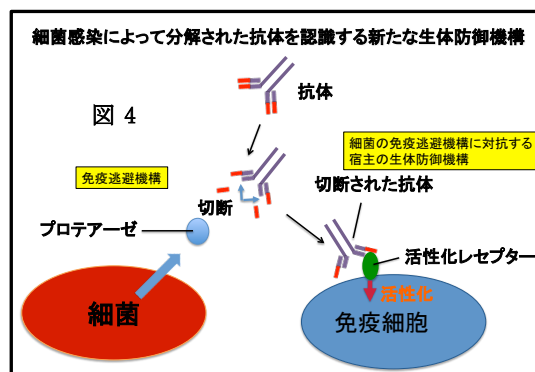 細菌感染によって分解された抗体を認識する新たな生体防御機構
抗体
図 4
細菌の免疫逃避機構に対抗する
宿主の生体防御機構
免疫逃避機構
切断
切断された抗体
プロテアーゼ
活性化レセプター
細菌
活性化
免疫細胞